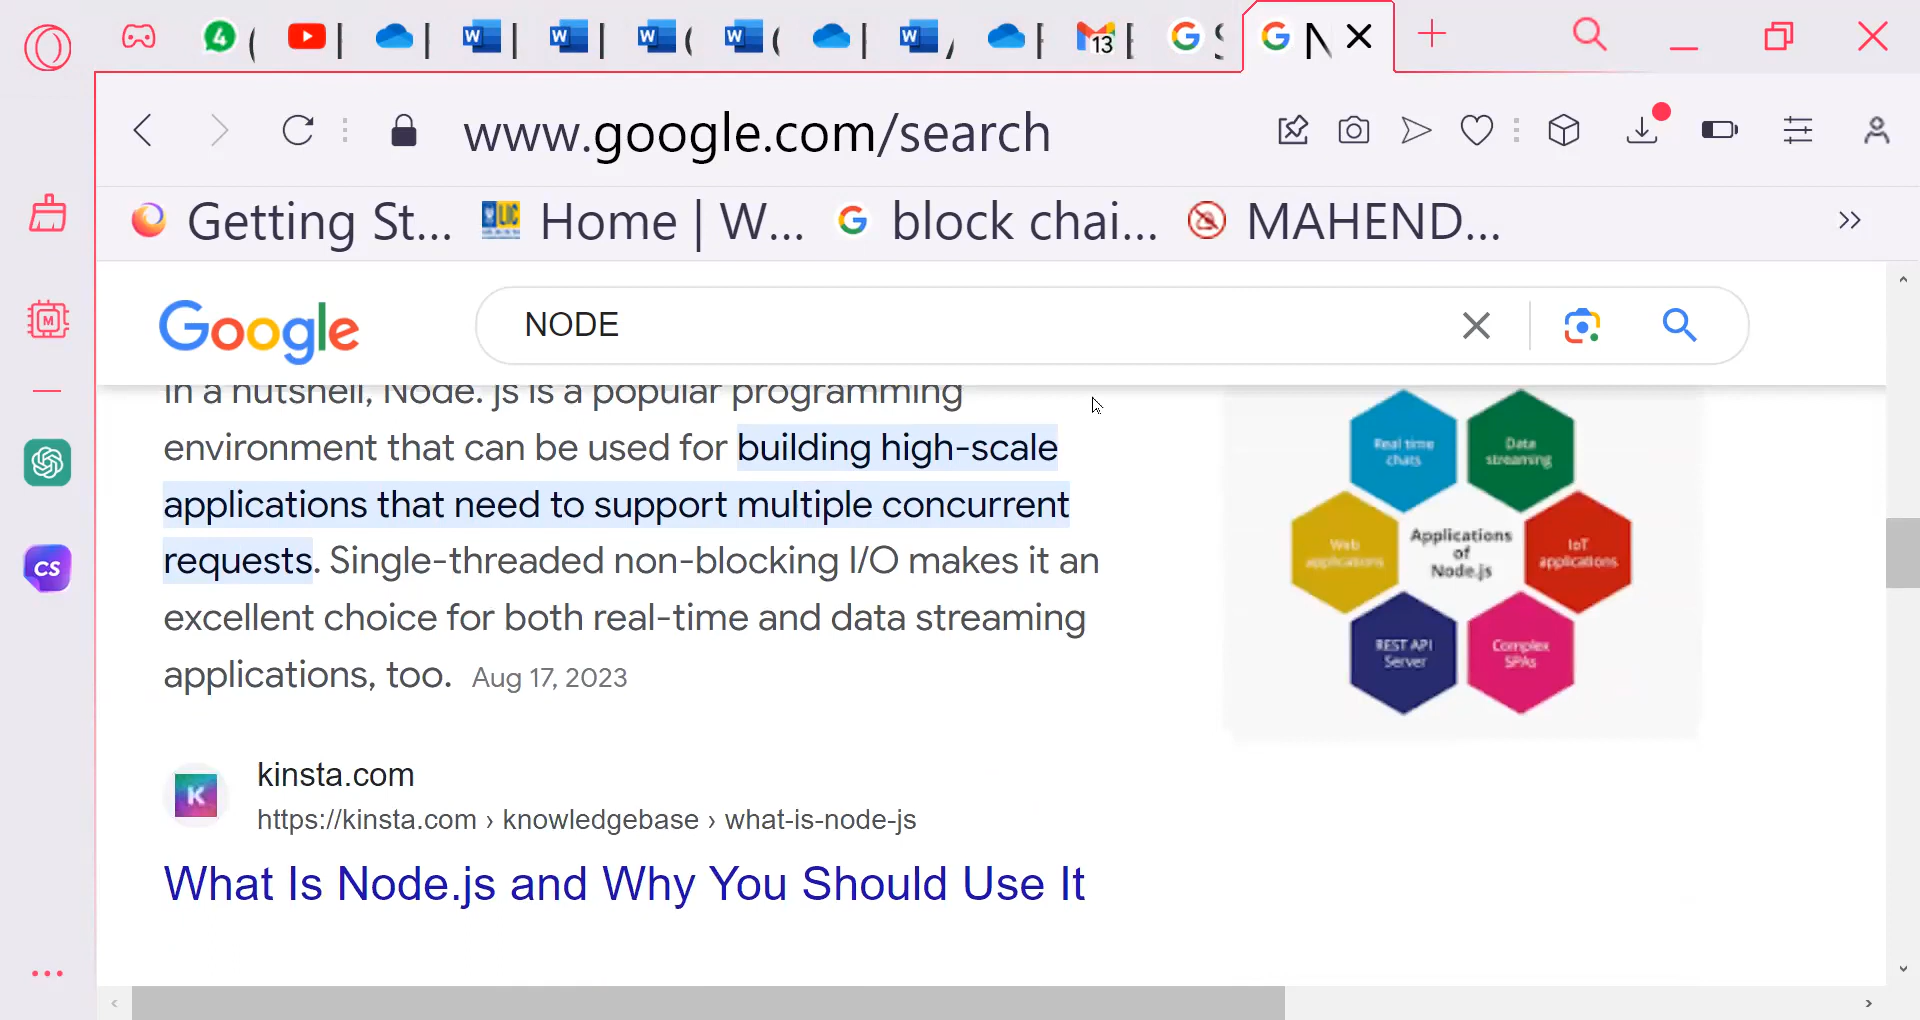 4 (
W W W ( W ( W 13 N
www.google.com/search
Getting St... Home | W... block chai... MAHEND...
M
Google NODE
In a nutshell, Node. js is a popular programming
environment that can be used for building high-scale
applications that need to support multiple concurrent
requests. Single-threaded non-blocking I/O makes it an
excellent choice for both real-time and data streaming
applications, too. Aug 17, 2023
Real time
chats
Data
streaming
Web
applications
Applications
of
Node.js
IoT
applications
REST API
Server
Complex
SPAs
CS
K
kinsta.com
https://kinsta.com › knowledgebase › what-is-node-js
What Is Node.js and Why You Should Use It